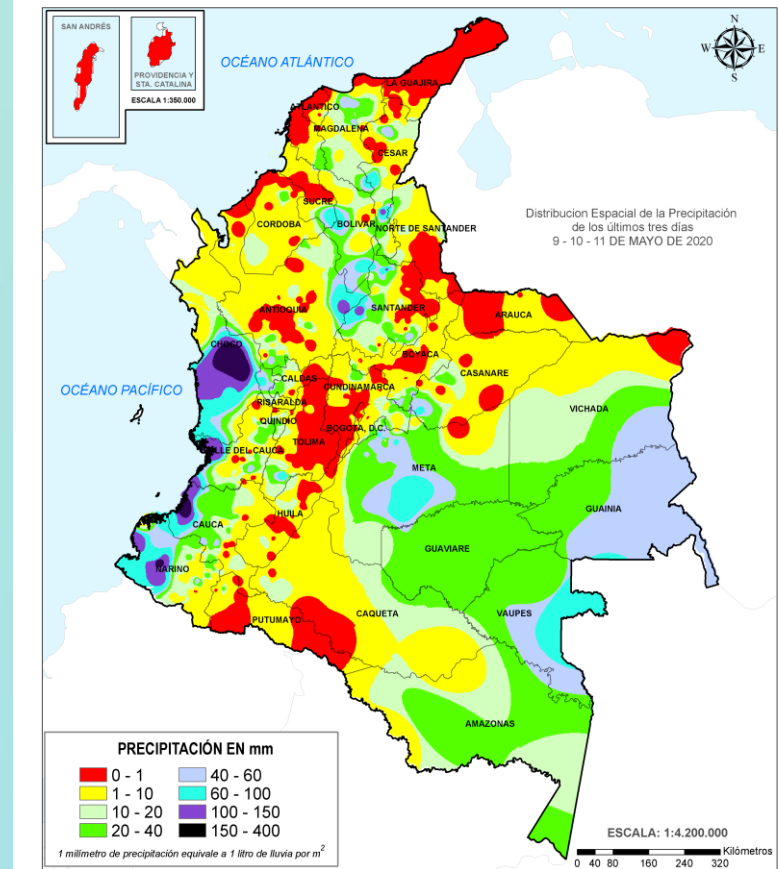 SAN ANDRÉS
PROVIDENCIA Y
STA. CATALINA
ESCALA 1:350.000
OCÉANO ATLÁNTICO
N
W
E
S
LA GUAJIRA
ATLANTICO
MAGDALENA
CESAR
SUCRE
CORDOBA
BOLIVAR
NORTE DE SANTANDER
Distribucion Espacial de la Precipitación
de los últimos tres días
9 - 10 - 11 DE MAYO DE 2020
ANTIOQUIA
SANTANDER
ARAUCA
CHOCO
BOYACA
CASANARE
OCÉANO PACÍFICO
CALDAS
CUNDINAMARCA
RISARALDA
VICHADA
QUINDIO
BOGOTA, D.C.
TOLIMA
VALLE DEL CAUCA
META
GUAINIA
HUILA
CAUCA
GUAVIARE
NARINO
PUTUMAYO
CAQUETA
VAUPES
AMAZONAS
PRECIPITACIÓN EN mm
0 - 1
40 - 60
1 - 10
60 - 100
10 - 20
100 - 150
20 - 40
150 - 400
1 milímetro de precipitación equivale a 1 litro de lluvia por m²
ESCALA: 1:4.200.000
Kilómetros
0 40 80 160 240 320